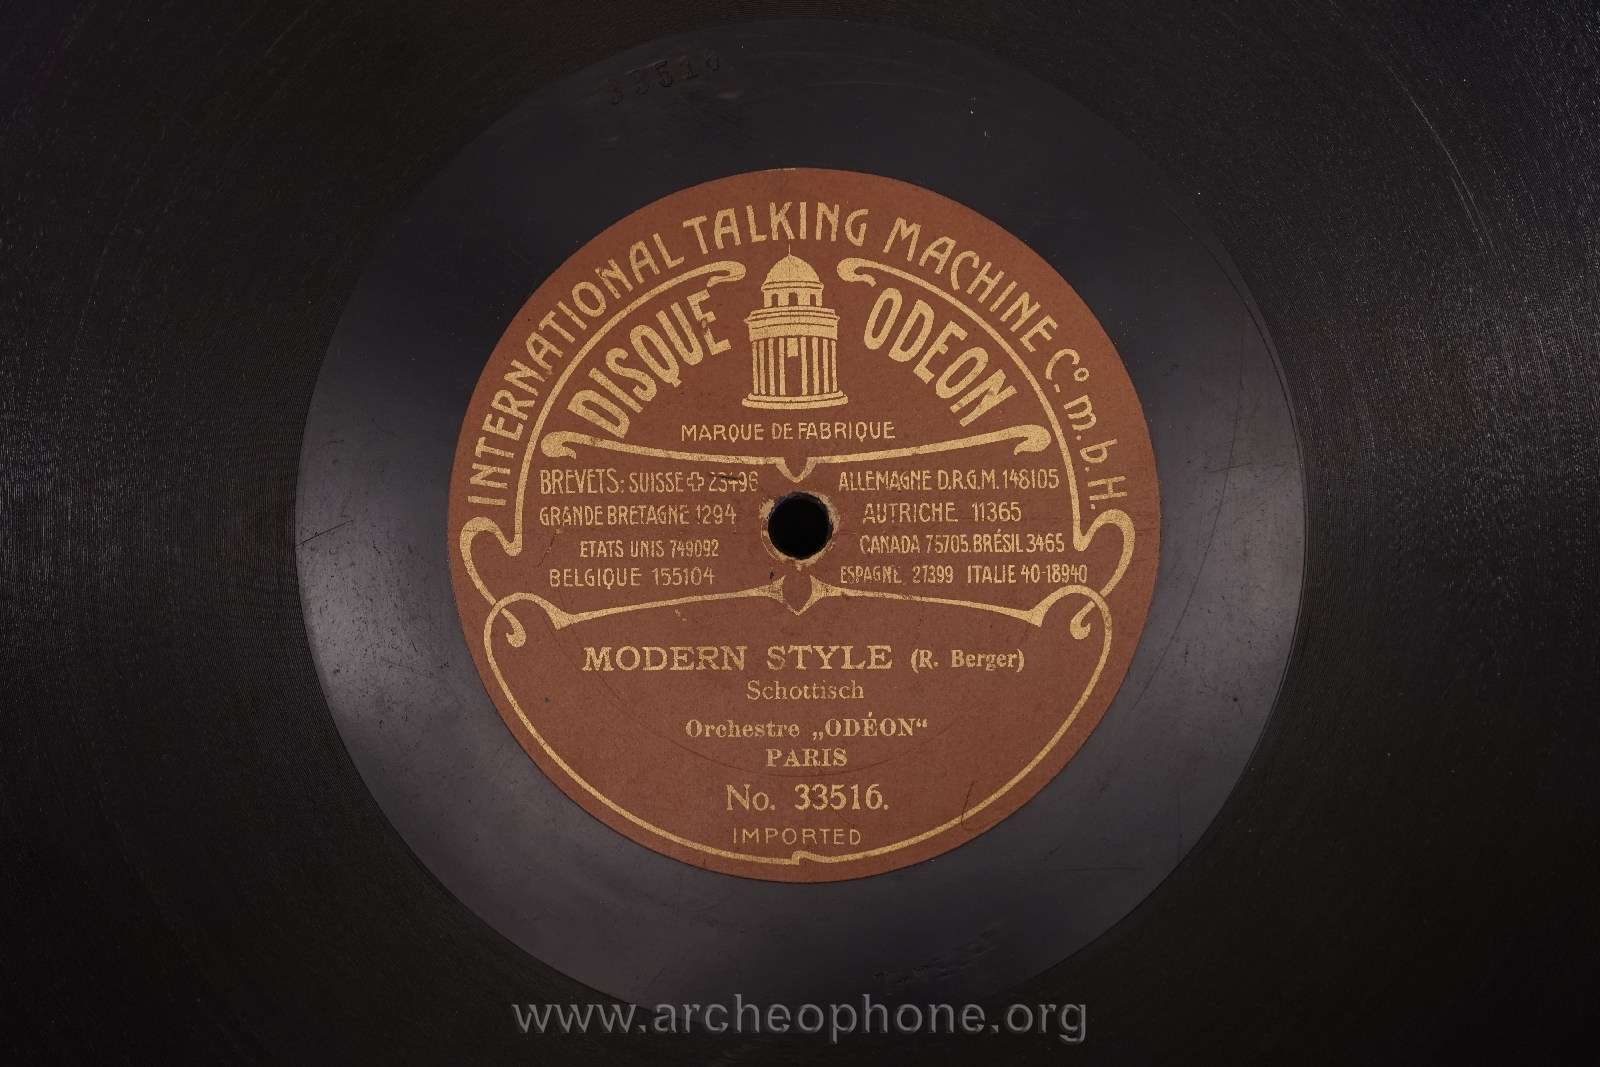 33516
INTERNATIONAL TALKING MACHINE Co. m.b.H.
DISQUE ODEON
MARQUE DE FABRIQUE
BREVETS: SUISSE 23496 ALLEMAGNE D.R.G.M. 148105
GRANDE BRETAGNE 1294 AUTRICHE 11365
ETATS UNIS 749092 CANADA 75705. BRÉSIL 3465
BELGIQUE 155104 ESPAGNE 27399 ITALIE 40-18940
MODERN STYLE (R. Berger)
Schottisch
Orchestre „ODÉON“
PARIS
No. 33516.
IMPORTED
www.archeophone.org